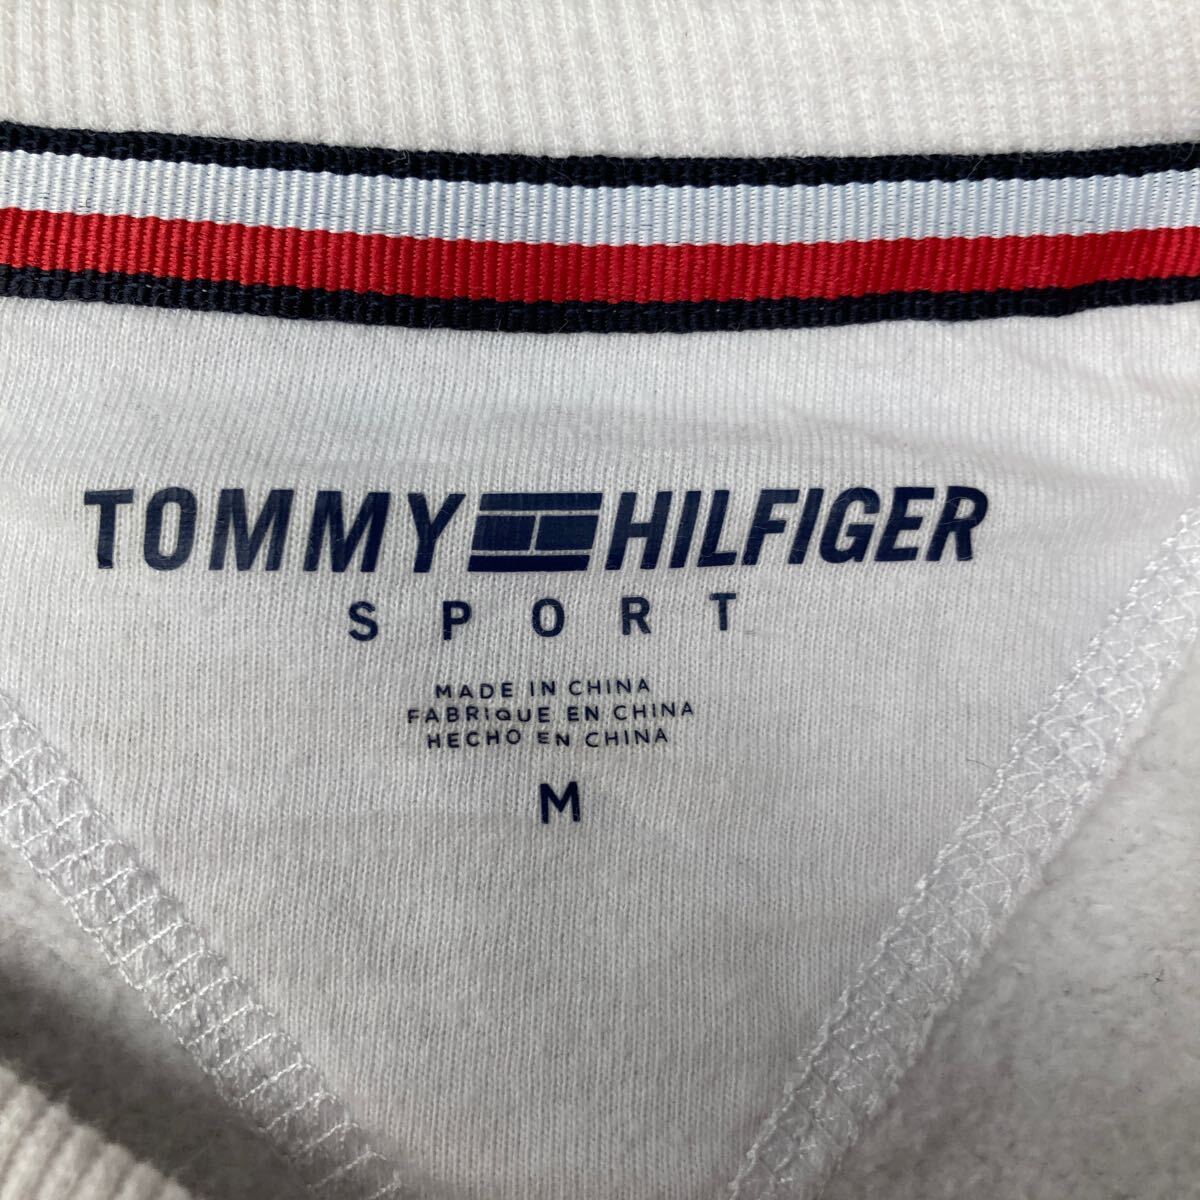 TOMMY HILFIGER
SPORT
MADE IN CHINA
FABRIQUE EN CHINA
HECHO EN CHINA
M